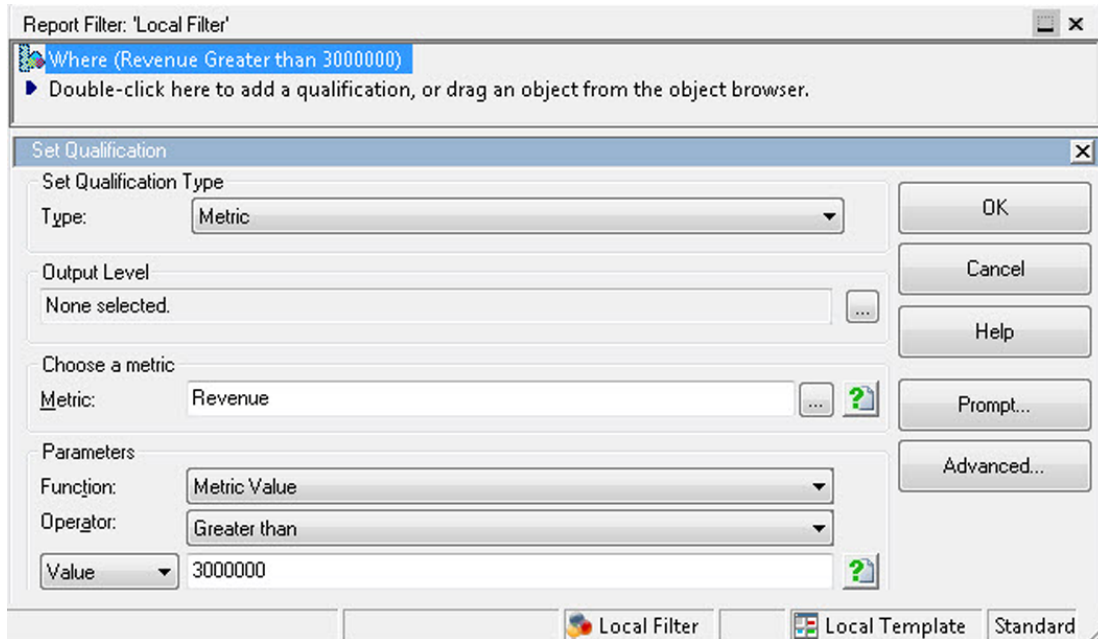 Report Filter: 'Local Filter'
Where (Revenue Greater than 3000000)
Double-click here to add a qualification, or drag an object from the object browser.
Set Qualification
Set Qualification Type
Type: Metric
OK
Output Level
None selected. ...
Cancel
Help
Choose a metric
Metric: Revenue ... ?
Prompt...
Parameters
Function: Metric Value
Advanced...
Operator: Greater than
Value 3000000 ?
Local Filter Local Template Standard